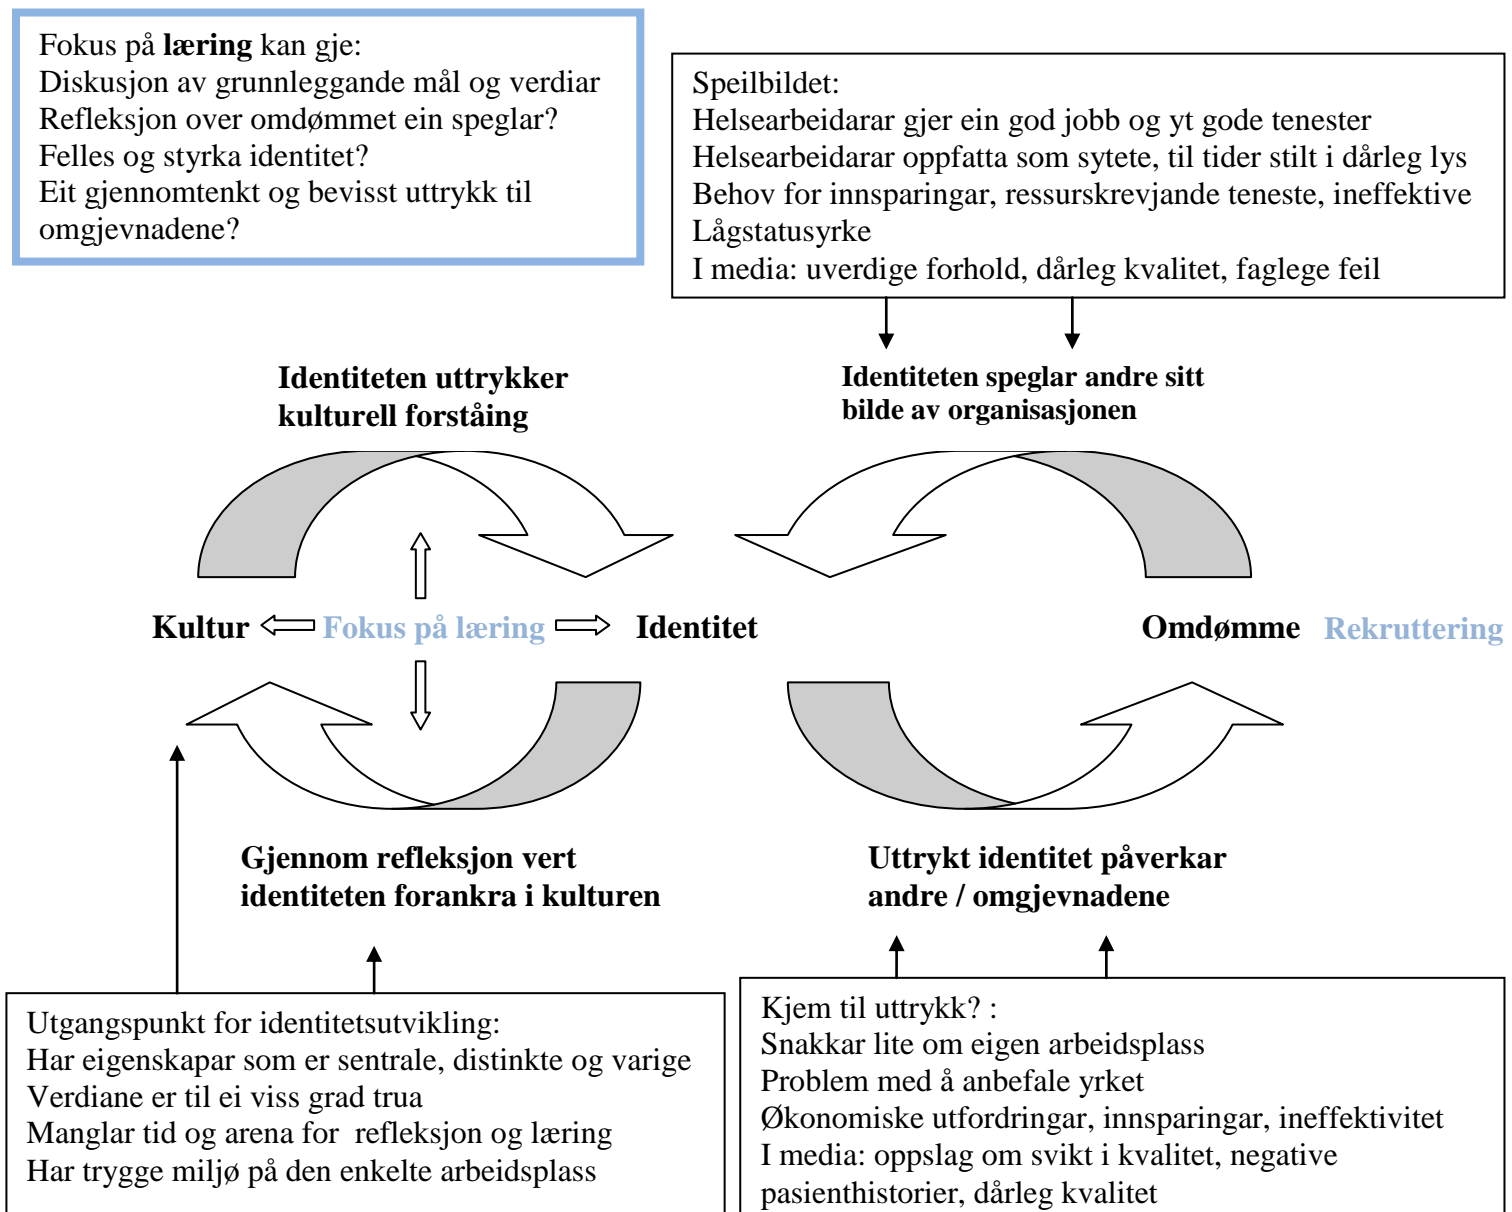 Fokus på læring kan gje:
Diskusjon av grunnleggande mål og verdiar
Refleksjon over omdømmet ein speglar?
Felles og styrka identitet?
Eit gjennomtenkt og bevisst uttrykk til
omgjevnadene?
Speilbildet:
Helsearbeidarar gjer ein god jobb og yt gode tenester
Helsearbeidarar oppfatta som sytete, til tider stilt i dårleg lys
Behov for innsparingar, ressurskrevjande teneste, ineffektive
Lågstatusyrke
I media: uverdige forhold, dårleg kvalitet, faglege feil
Identiteten uttrykker
kulturell forståing
Identiteten speglar andre sitt
bilde av organisasjonen
Kultur Fokus på læring Identitet Omdømme Rekruttering
Gjennom refleksjon vert
identiteten forankra i kulturen
Uttrykt identitet påverkar
andre / omgjevnadene
Utgangspunkt for identitetsutvikling:
Har eigenskapar som er sentrale, distinkte og varige
Verdiane er til ei viss grad trua
Manglar tid og arena for refleksjon og læring
Har trygge miljø på den enkelte arbeidsplass
Kjem til uttrykk? :
Snakkar lite om eigen arbeidsplass
Problem med å anbefale yrket
Økonomiske utfordringar, innsparingar, ineffektivitet
I media: oppslag om svikt i kvalitet, negative
pasienthistorier, dårleg kvalitet